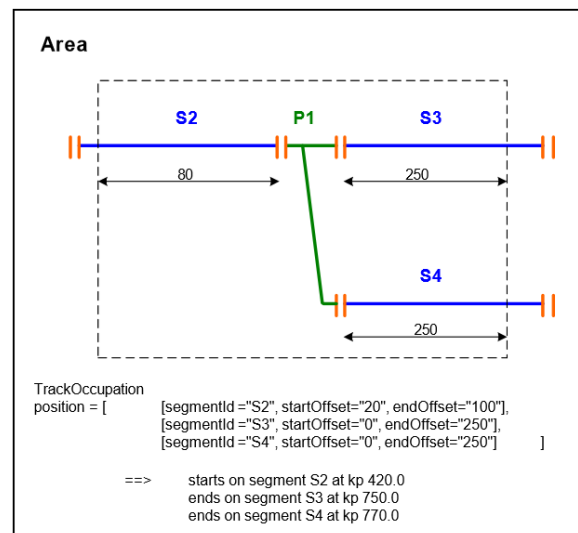 Area
S2 P1 S3
80 250
S4
250
TrackOccupation
position = [ [segmentId ="S2", startOffset="20", endOffset="100"],
[segmentId ="S3", startOffset="0", endOffset="250"],
[segmentId ="S4", startOffset="0", endOffset="250"] ]
==> starts on segment S2 at kp 420.0
ends on segment S3 at kp 750.0
ends on segment S4 at kp 770.0